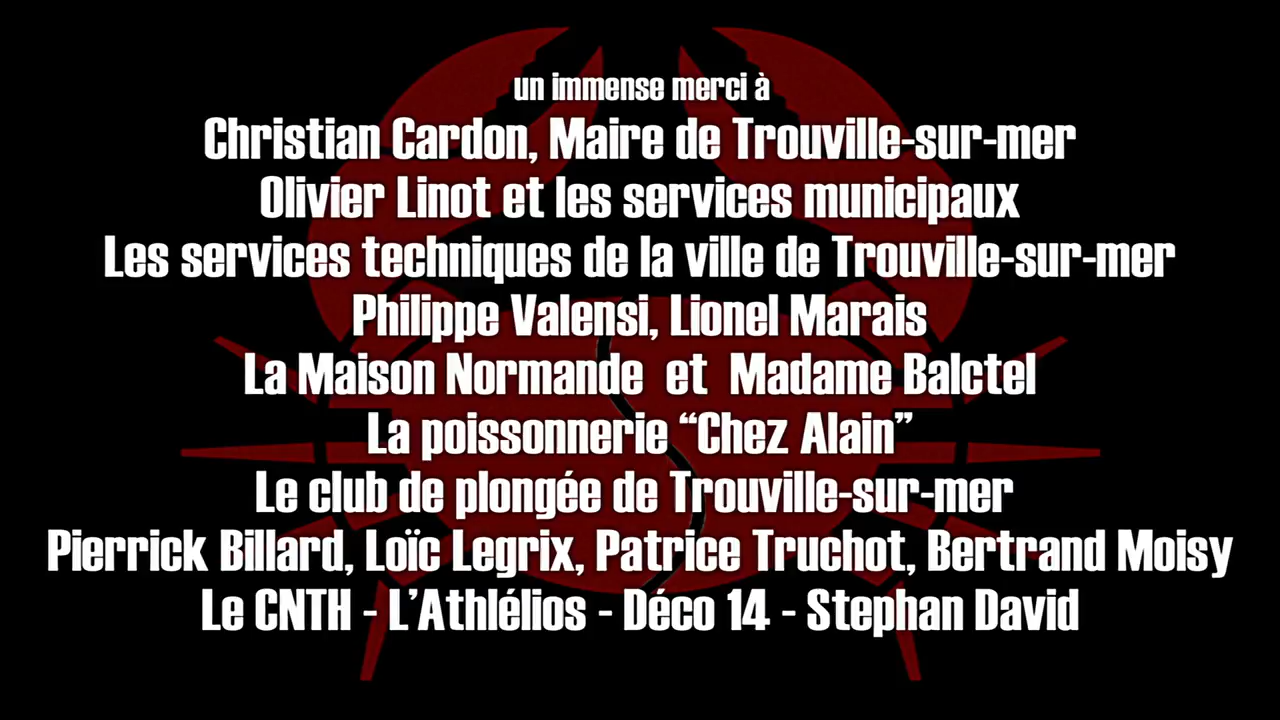 un immense merci à
Christian Cardon, Maire de Trouville-sur-mer
Olivier Linot et les services municipaux
Les services techniques de la ville de Trouville-sur-mer
Philippe Valensi, Lionel Marais
La Maison Normande et Madame Balctel
La poissonnerie “Chez Alain”
Le club de plongée de Trouville-sur-mer
Pierrick Billard, Loïc Legrix, Patrice Truchot, Bertrand Moisy
Le CNTH - L’Athlélios - Déco 14 - Stephan David